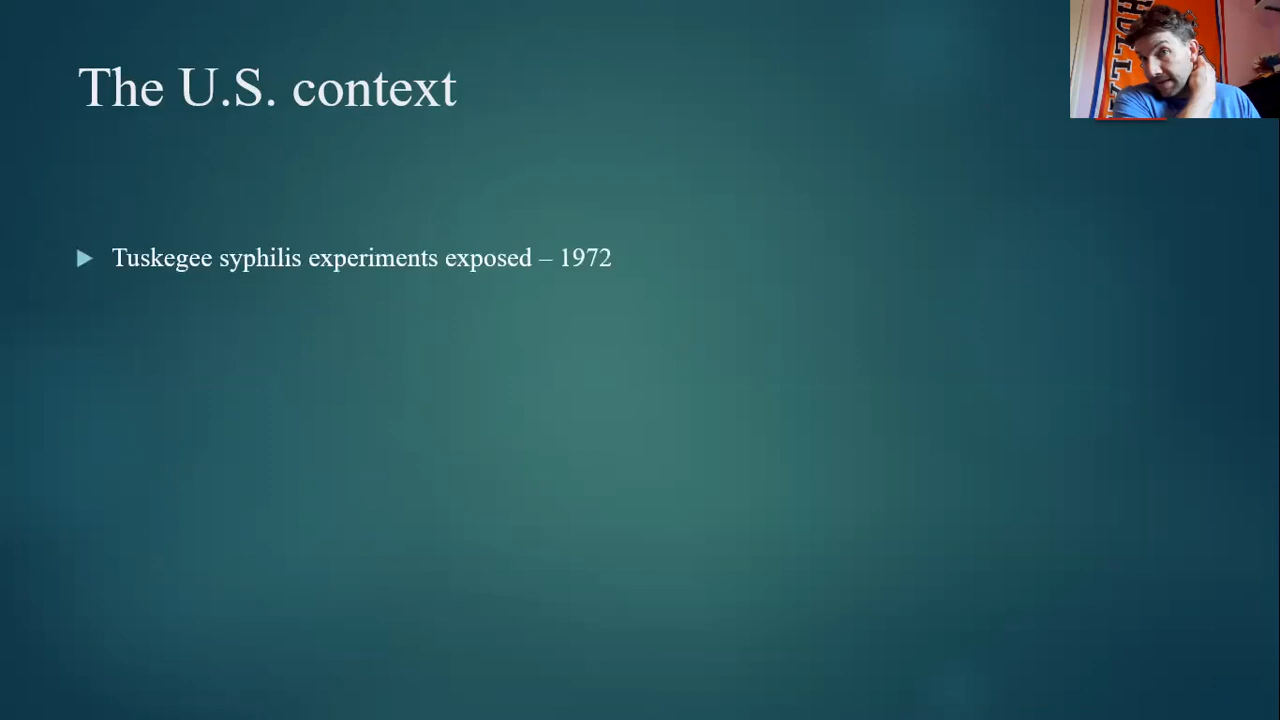 The U.S. context
Tuskegee syphilis experiments exposed – 1972